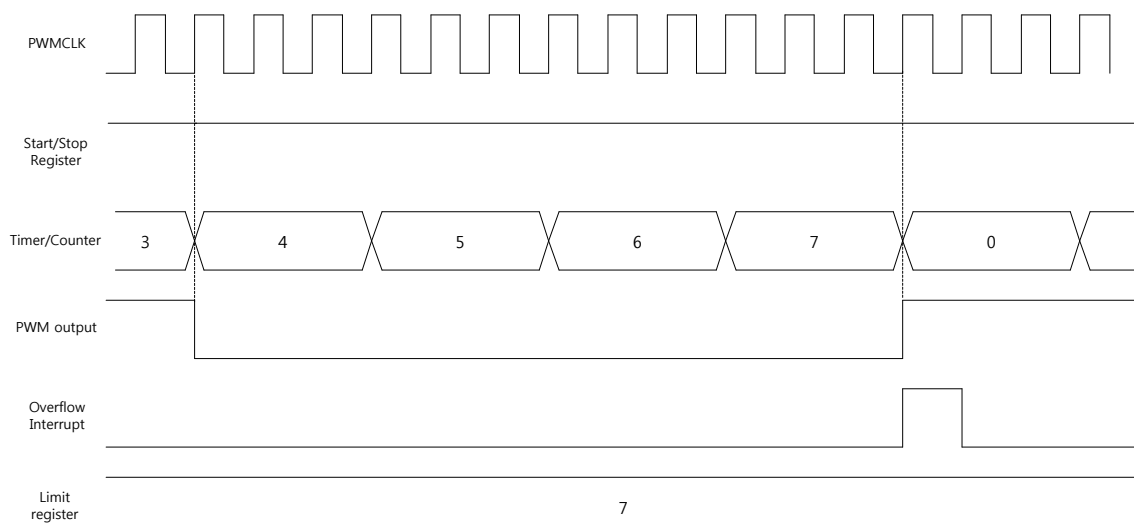 PWMCLK
Start/Stop
Register
Timer/Counter 3 4 5 6 7 0
PWM output
Overflow
Interrupt
Limit
register
7